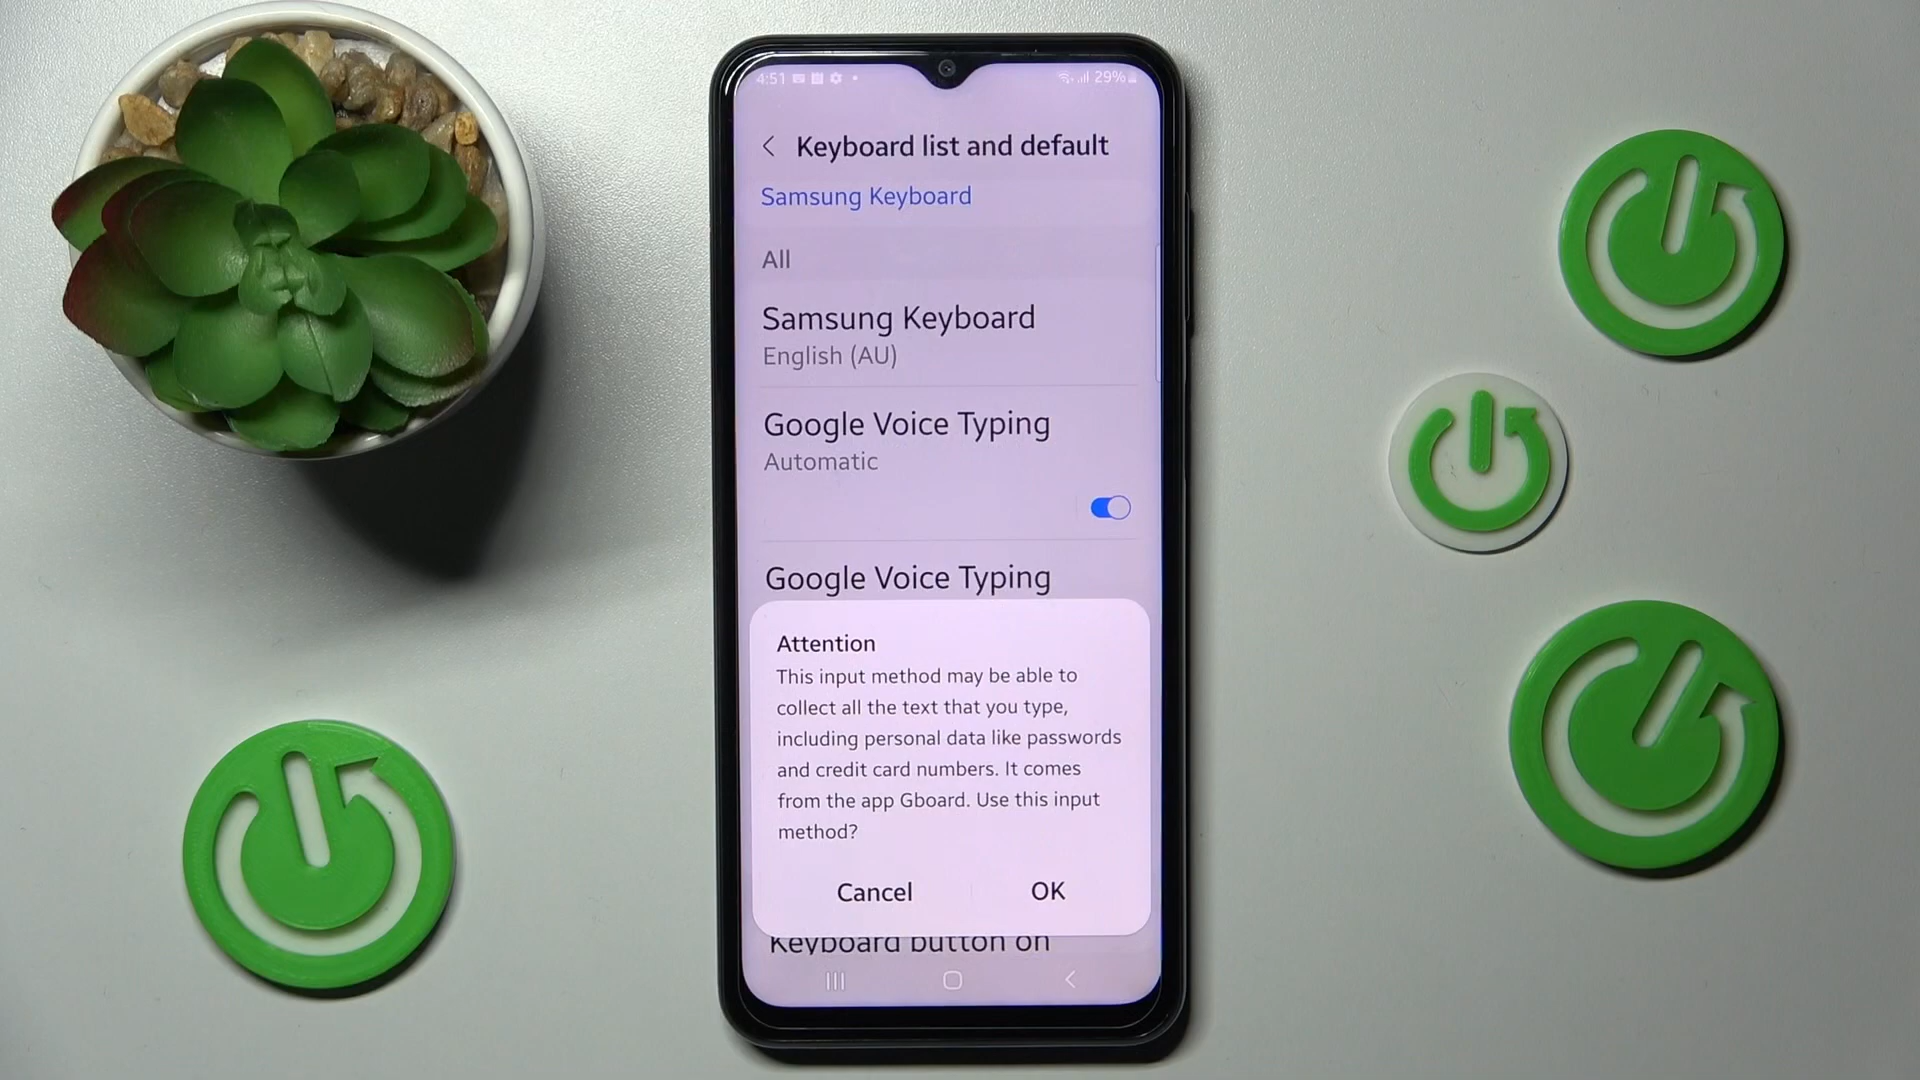 4:51 29%
Keyboard list and default
Samsung Keyboard
All
Samsung Keyboard
English (AU)
Google Voice Typing
Automatic
Google Voice Typing
Attention
This input method may be able to
collect all the text that you type,
including personal data like passwords
and credit card numbers. It comes
from the app Gboard. Use this input
method?
Cancel OK
Keyboard button on